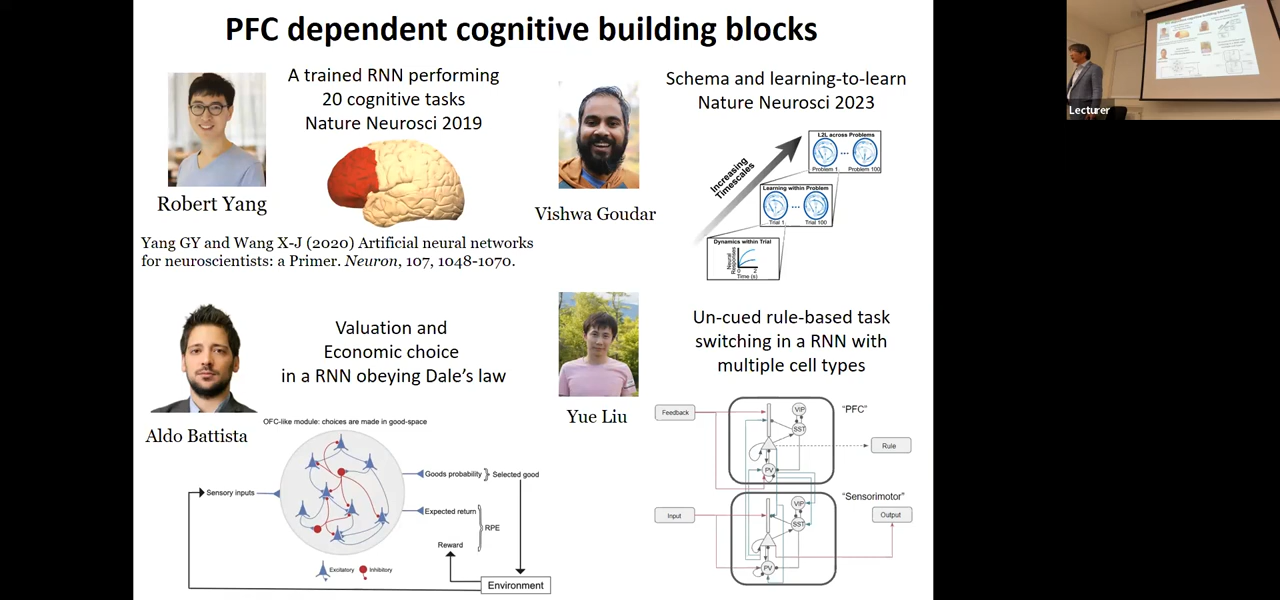 PFC dependent cognitive building blocks
A trained RNN performing
20 cognitive tasks
Nature Neurosci 2019
Robert Yang
Yang GY and Wang X-J (2020) Artificial neural networks
for neuroscientists: a Primer. Neuron, 107, 1048-1070.
Schema and learning-to-learn
Nature Neurosci 2023
Vishwa Goudar
Increasing
Timescales
L2L across Problems
...
Problem 1
Problem 100
Learning within Problem
...
Trial 1
Trial 100
Dynamics within Trial
Neural
Responses
0
2
Time (s)
Valuation and
Economic choice
in a RNN obeying Dale's law
Aldo Battista
OFC-like module: choices are made in good-space
Sensory inputs
Goods probability
Selected good
Expected return
RPE
Reward
Excitatory
Inhibitory
Environment
Un-cued rule-based task
switching in a RNN with
multiple cell types
Yue Liu
Feedback
VIP
SST
PV
"PFC"
Rule
Input
VIP
SST
PV
"Sensorimotor"
Output
Lecturer